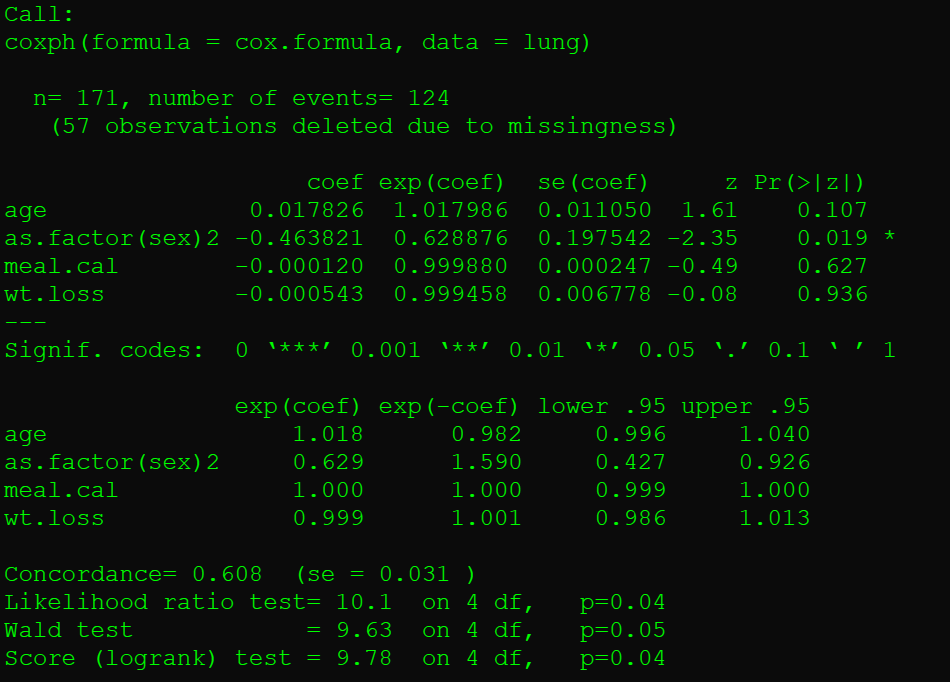 Call:
coxph(formula = cox.formula, data = lung)

  n= 171, number of events= 124
   (57 observations deleted due to missingness)

                     coef exp(coef)  se(coef)     z Pr(>|z|)
age              0.017826  1.017986  0.011050  1.61    0.107
as.factor(sex)2 -0.463821  0.628876  0.197542 -2.35    0.019 *
meal.cal        -0.000120  0.999880  0.000247 -0.49    0.627
wt.loss         -0.000543  0.999458  0.006778 -0.08    0.936
---
Signif. codes:  0 ‘***’ 0.001 ‘**’ 0.01 ‘*’ 0.05 ‘.’ 0.1 ‘ ’ 1

                exp(coef) exp(-coef) lower .95 upper .95
age                 1.018      0.982     0.996     1.040
as.factor(sex)2     0.629      1.590     0.427     0.926
meal.cal            1.000      1.000     0.999     1.000
wt.loss             0.999      1.001     0.986     1.013

Concordance= 0.608  (se = 0.031 )
Likelihood ratio test= 10.1  on 4 df,   p=0.04
Wald test            = 9.63  on 4 df,   p=0.05
Score (logrank) test = 9.78  on 4 df,   p=0.04